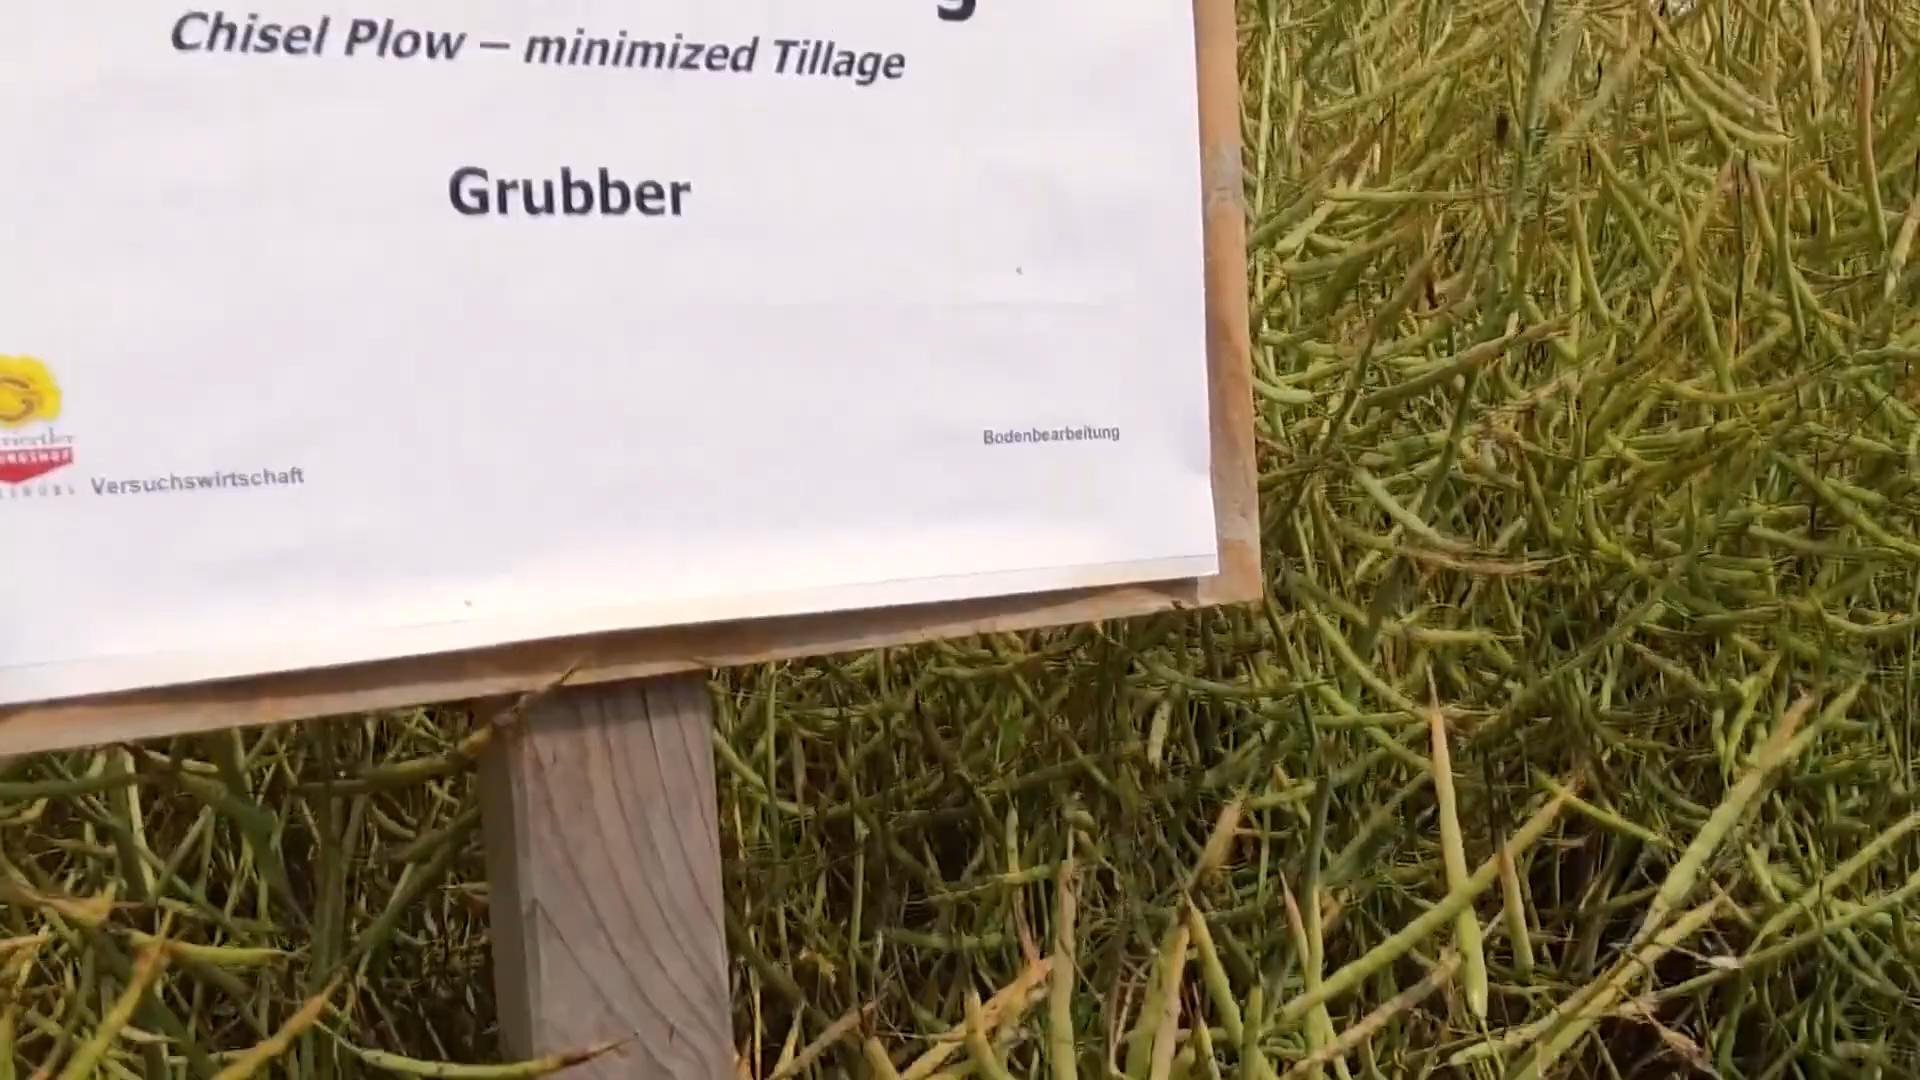 Chisel Plow – minimized Tillage
Grubber
Bodenbearbeitung
Versuchswirtschaft